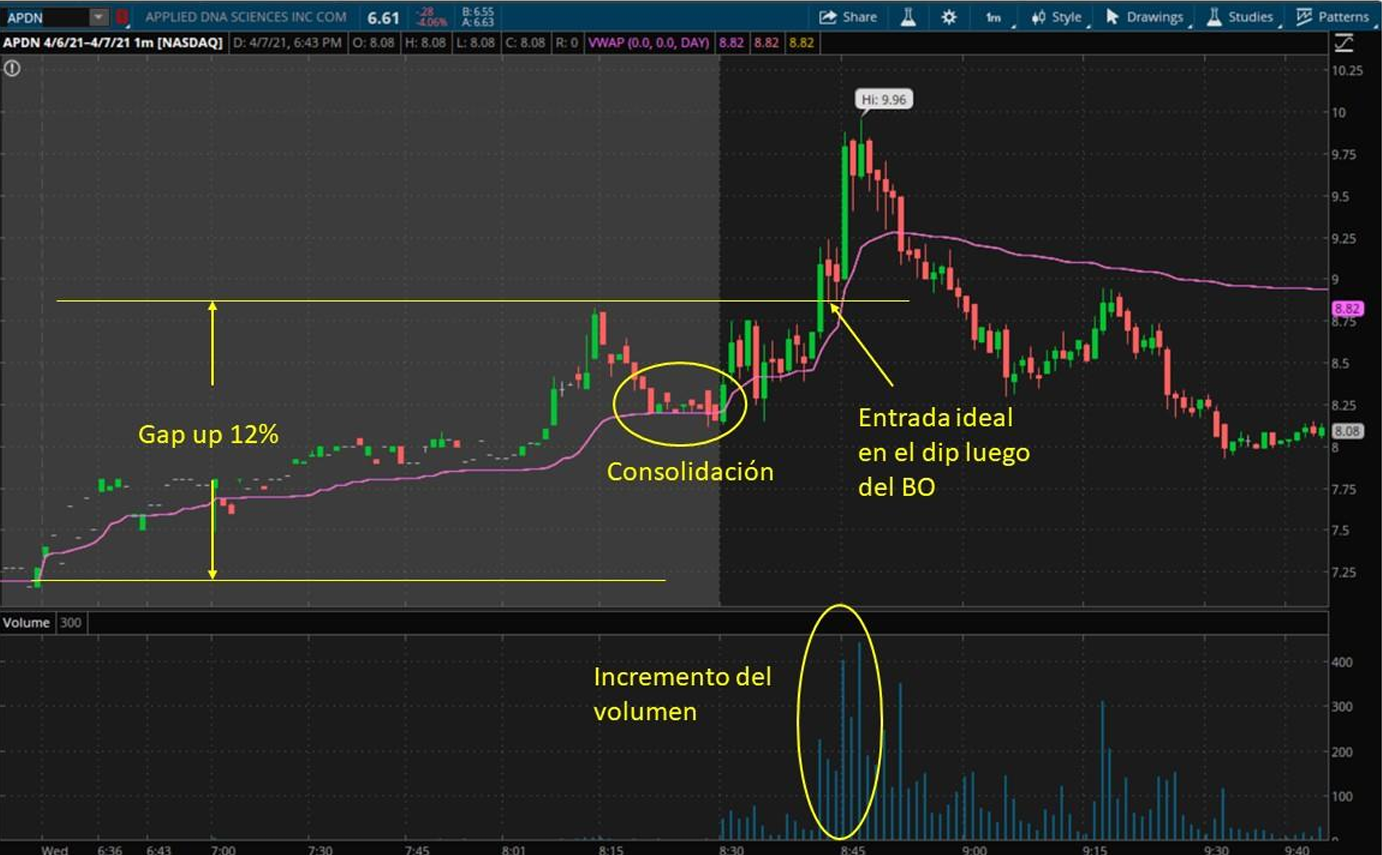 APDN
APPLIED DNA SCIENCES INC COM
6.61
-.28
-4.06%
B: 6.55
A: 6.63
Share
1m
Style
Drawings
Studies
Patterns
APDN 4/6/21–4/7/21 1m [NASDAQ] D: 4/7/21, 6:43 PM O: 8.08 H: 8.08 L: 8.08 C: 8.08 R: 0 VWAP (0.0, 0.0, DAY) 8.82 8.82 8.82
Hi: 9.96
10.25
10
9.75
9.5
9.25
9
8.82
8.75
8.5
8.25
8.08
8
7.75
7.5
7.25
Gap up 12%
Consolidación
Entrada ideal
en el dip luego
del BO
Volume 300
Incremento del
volumen
400
300
200
100
0
Wed 6:36 6:43 7:00 7:30 7:45 8:01 8:15 8:30 8:45 9:00 9:15 9:30 9:40